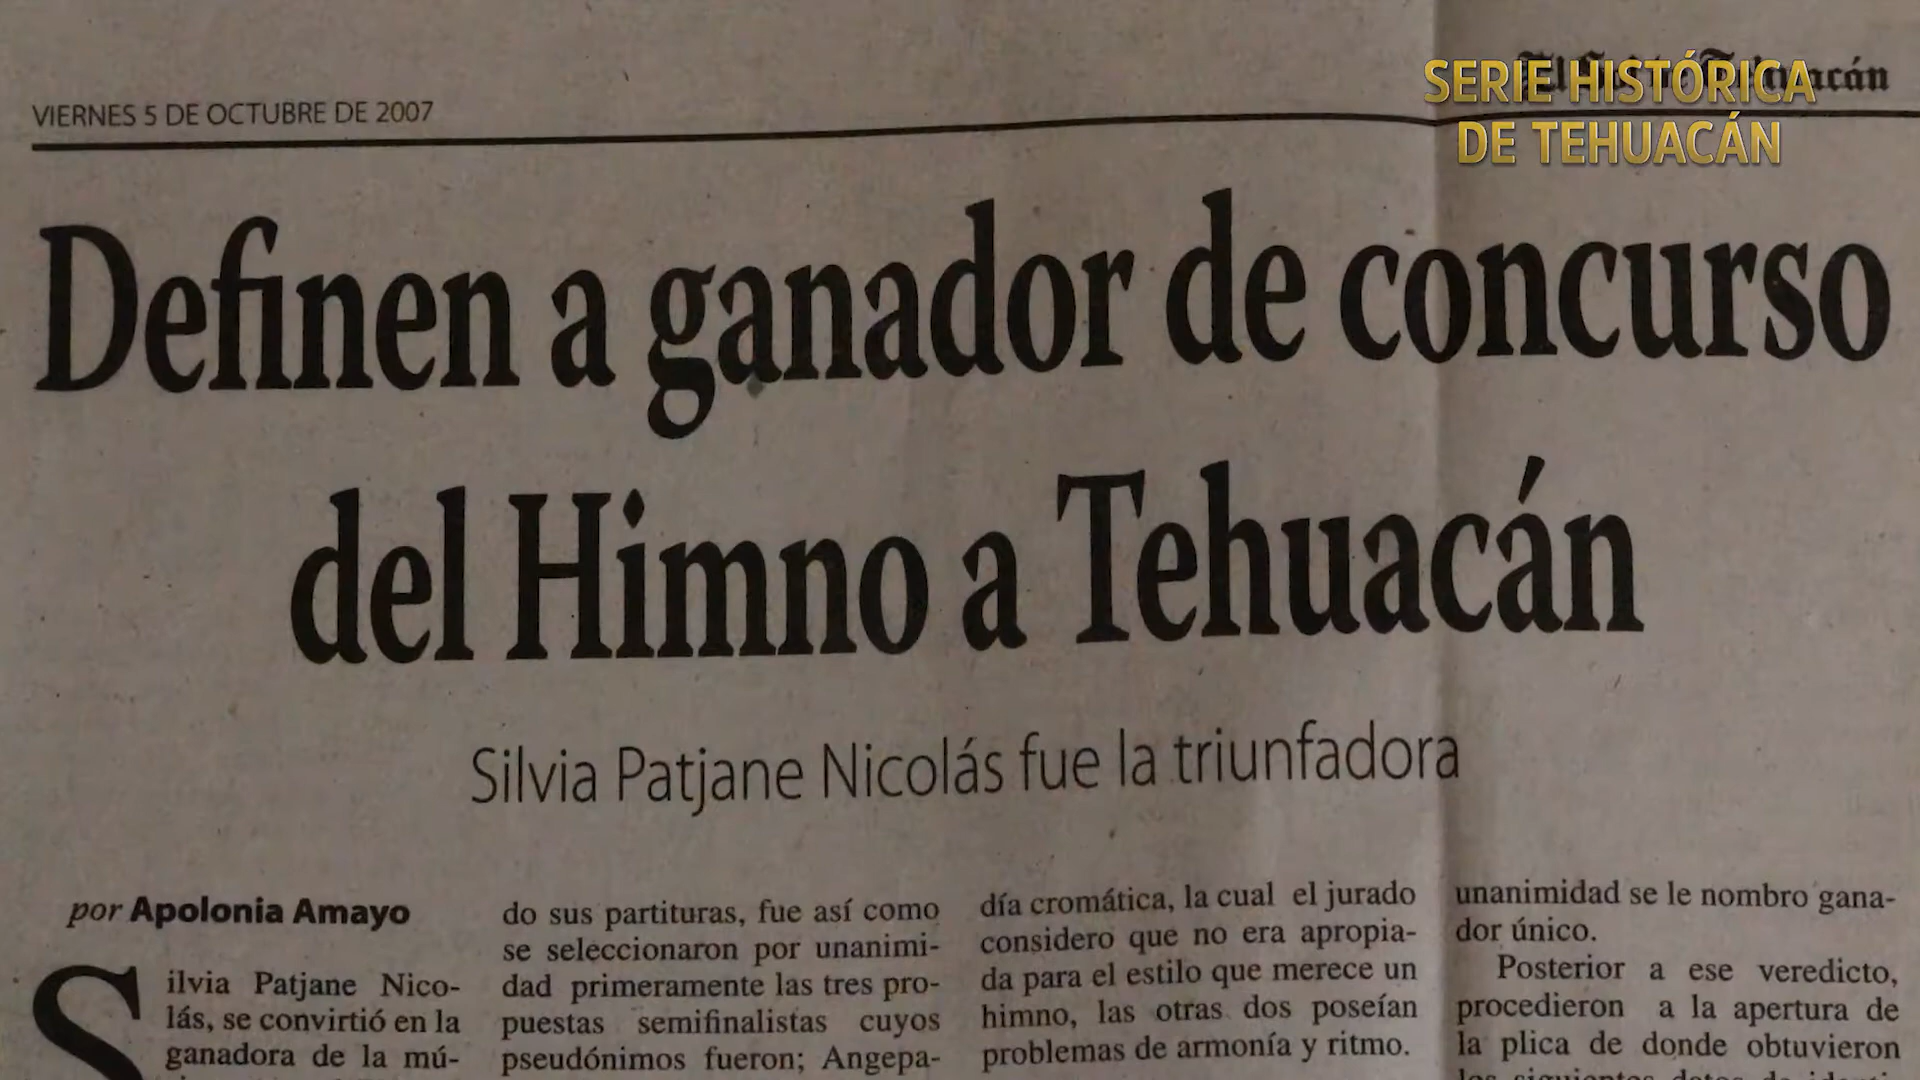 VIERNES 5 DE OCTUBRE DE 2007
SERIE HISTÓRICA
DE TEHUACÁN
Definen a ganador de concurso
del Himno a Tehuacán
Silvia Patjane Nicolás fue la triunfadora
por Apolonia Amayo
Silvia Patjane Nico-
lás, se convirtió en la
ganadora de la mú-
do sus partituras, fue así como
se seleccionaron por unanimi-
dad primeramente las tres pro-
puestas semifinalistas cuyos
pseudónimos fueron; Angepa-
día cromática, la cual el jurado
considero que no era apropia-
da para el estilo que merece un
himno, las otras dos poseían
problemas de armonía y ritmo.
unanimidad se le nombro gana-
dor único.
Posterior a ese veredicto,
procedieron a la apertura de
la plica de donde obtuvieron